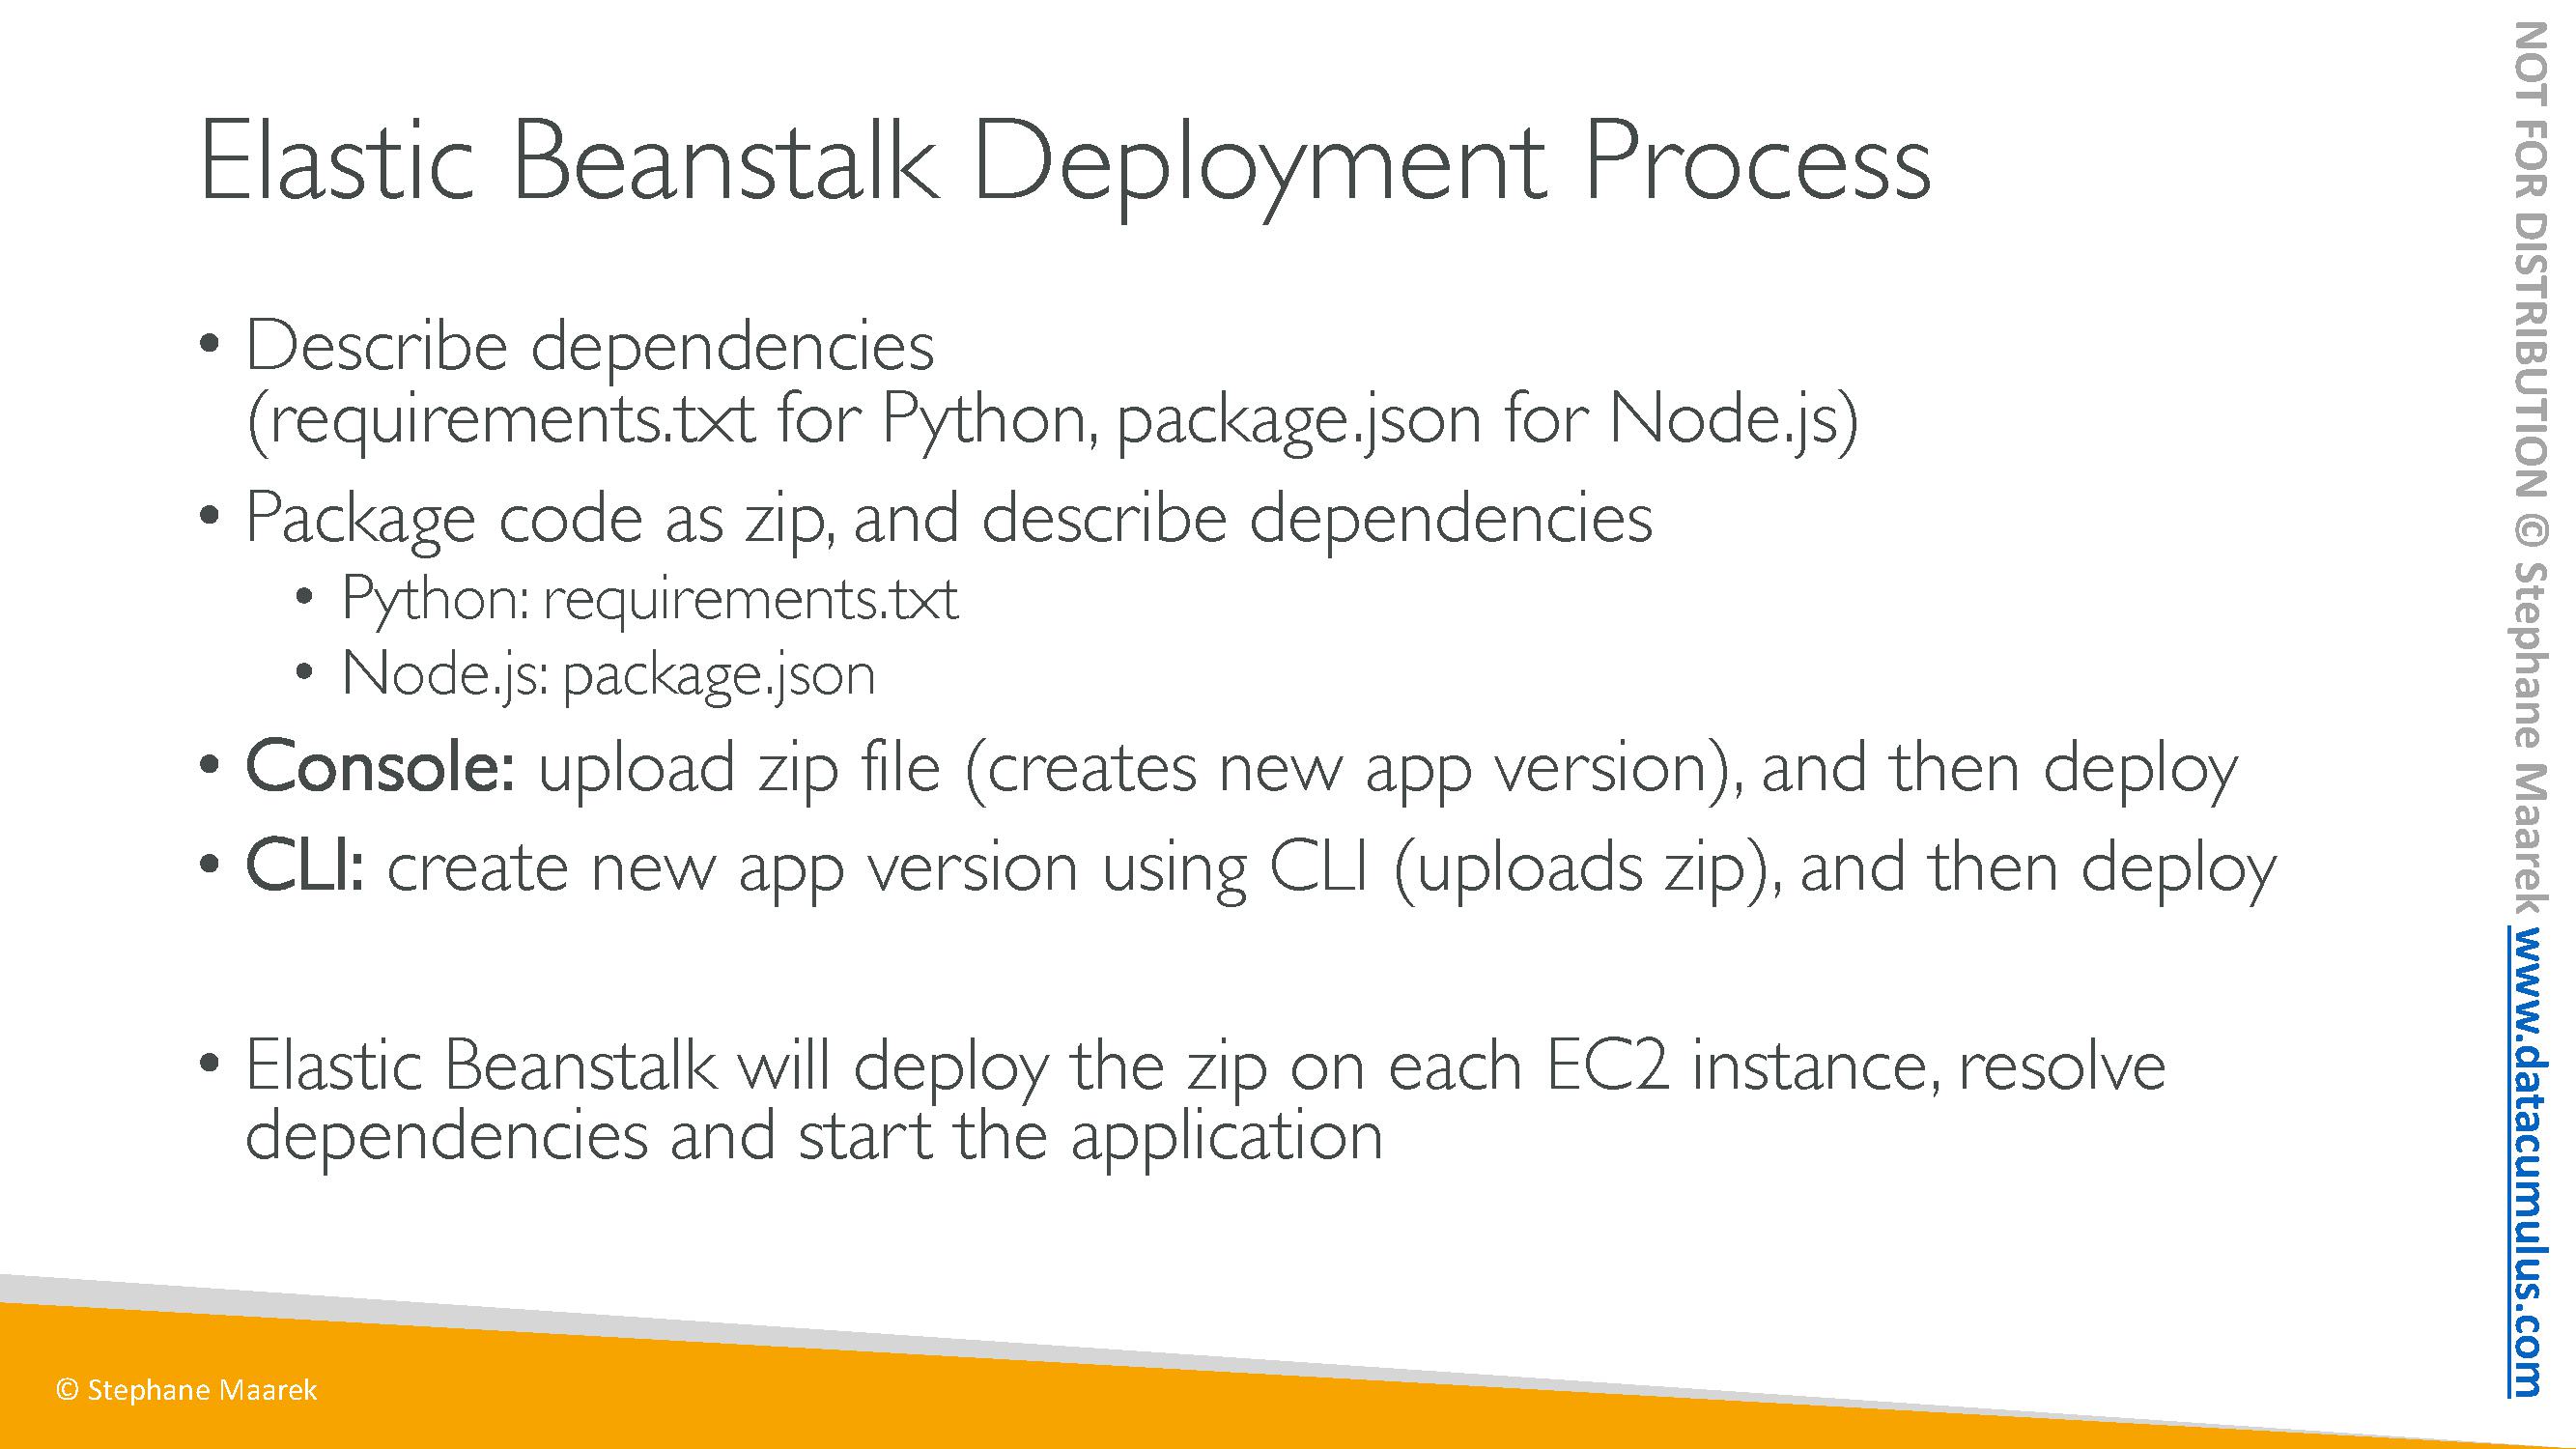 Elastic Beanstalk Deployment Process
• Describe dependencies
(requirements.txt for Python, package.json for Node.js)
• Package code as zip, and describe dependencies
• Python: requirements.txt
• Node.js: package.json
• Console: upload zip file (creates new app version), and then deploy
• CLI: create new app version using CLI (uploads zip), and then deploy
• Elastic Beanstalk will deploy the zip on each EC2 instance, resolve
dependencies and start the application
© Stephane Maarek
NOT FOR DISTRIBUTION © Stephane Maarek www.datacumulus.com